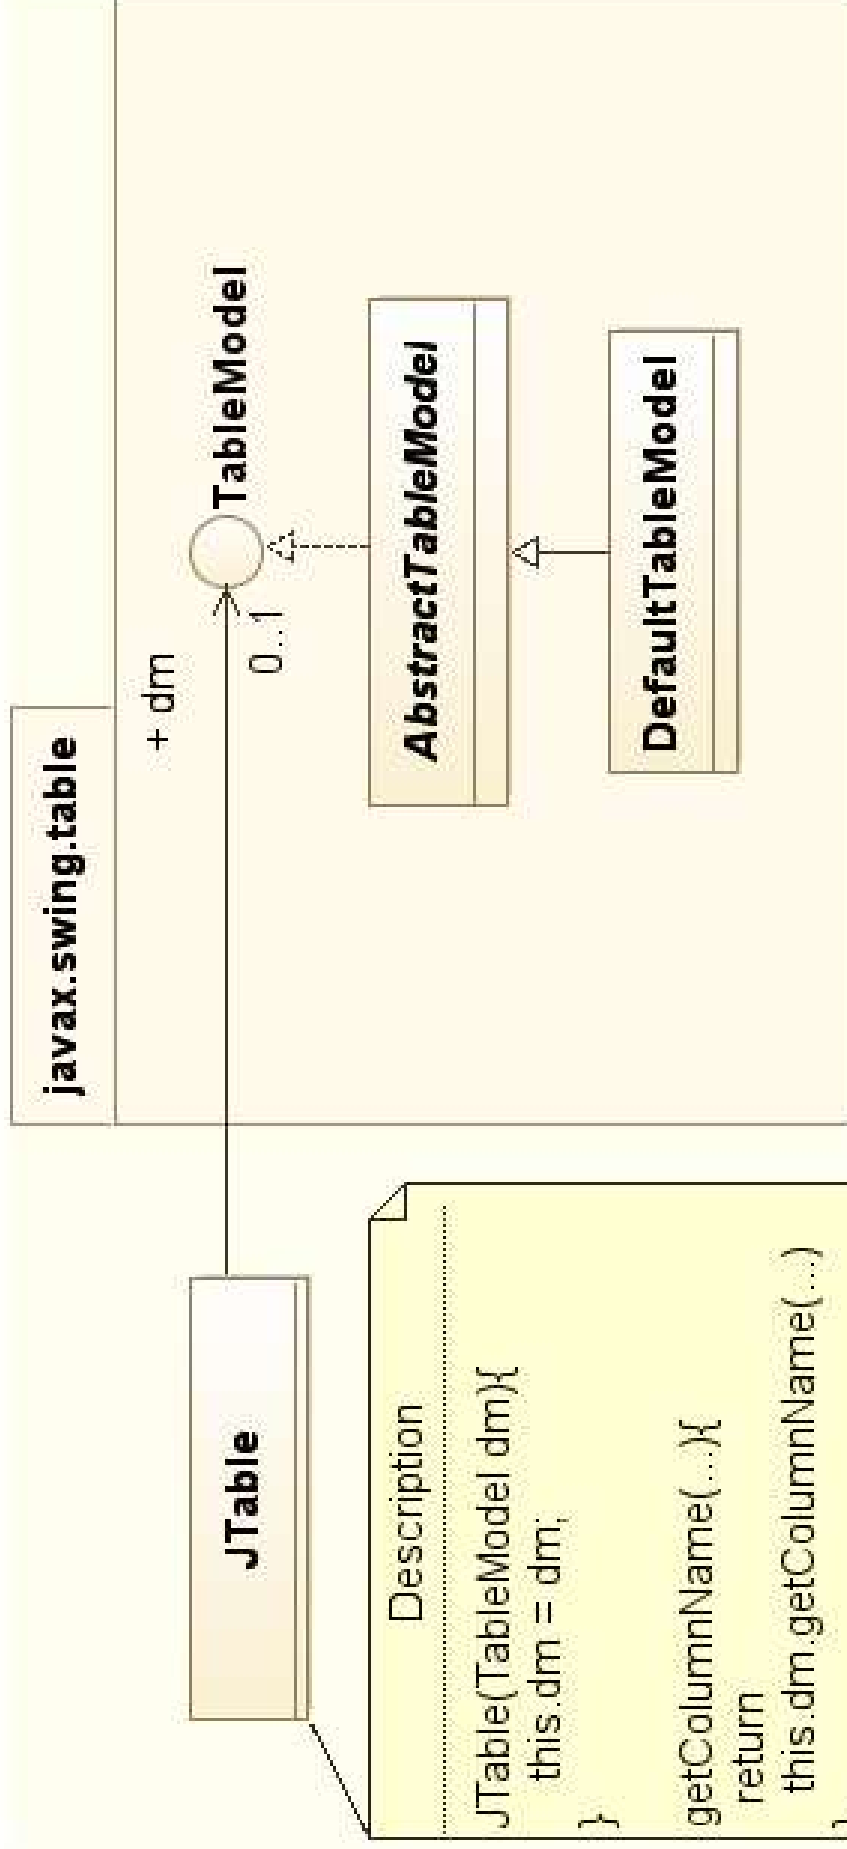 javax.swing.table
+ dm
JTable
TableModel
0..1
AbstractTableModel
DefaultTableModel
Description
JTable(TableModel dm){
this.dm = dm;
}
getColumnName(...){
return
this.dm.getColumnName(...)
}